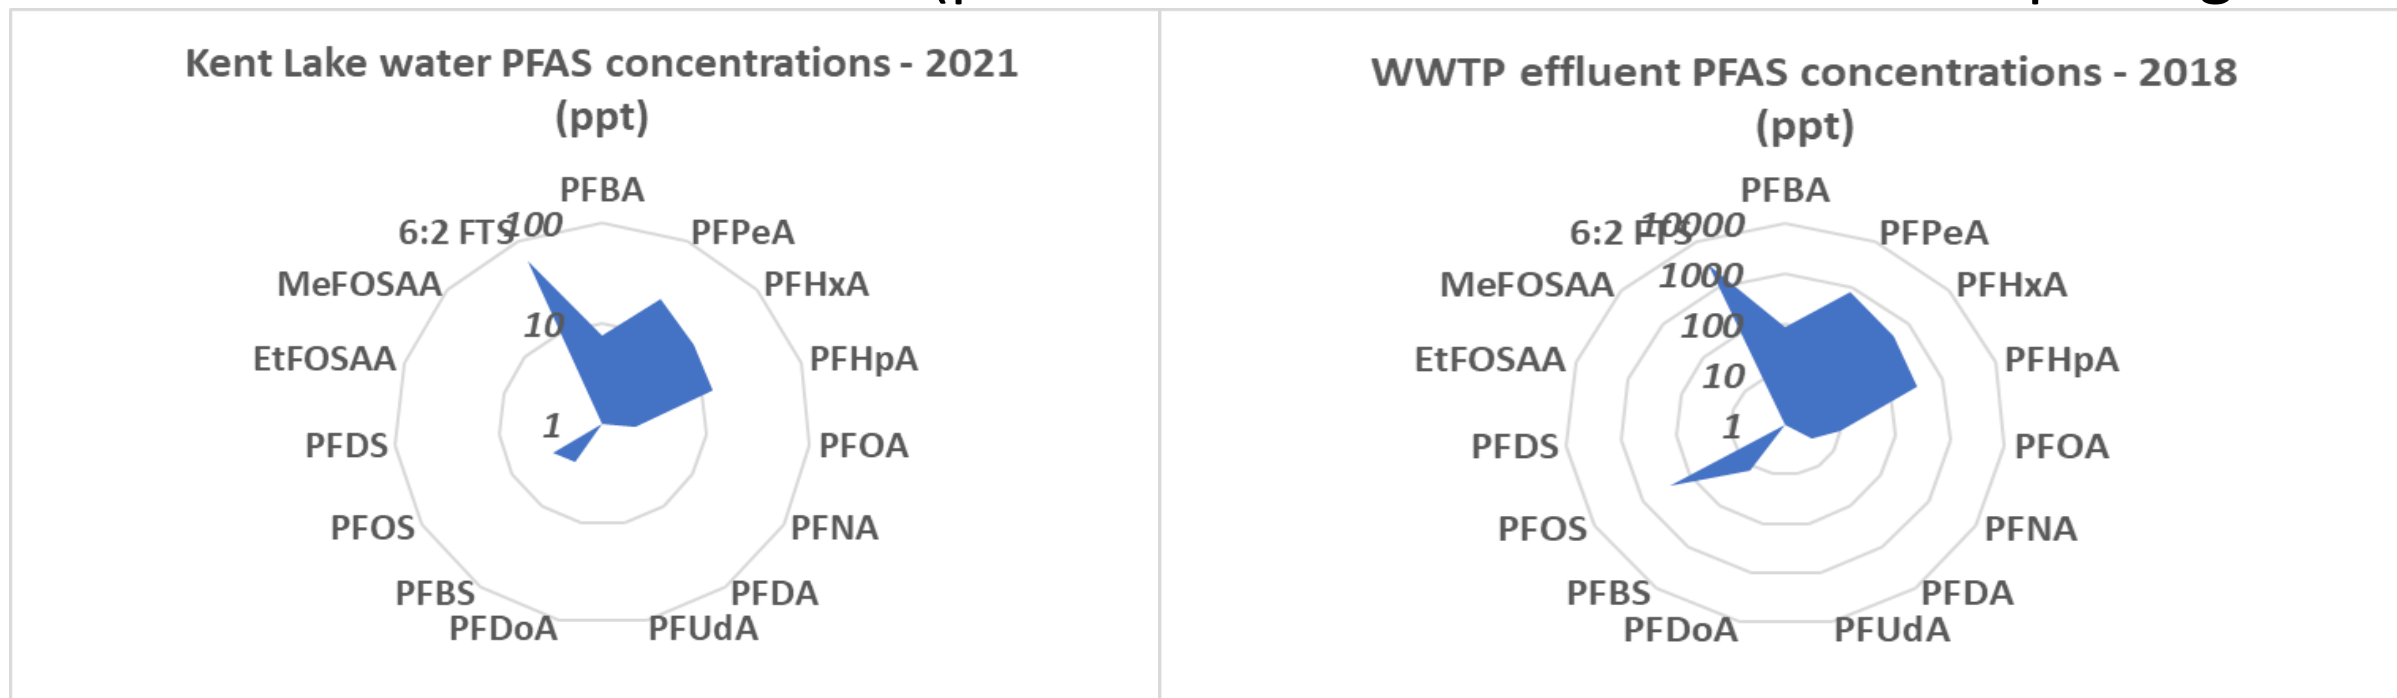 Kent Lake water PFAS concentrations - 2021
(ppt)
PFBA
PFPeA
PFHxA
PFHpA
PFOA
PFNA
PFDA
PFUdA
PFDoA
PFBS
PFOS
PFDS
EtFOSAA
MeFOSAA
6:2 FTS
100
10
1
WWTP effluent PFAS concentrations - 2018
(ppt)
PFBA
PFPeA
PFHxA
PFHpA
PFOA
PFNA
PFDA
PFUdA
PFDoA
PFBS
PFOS
PFDS
EtFOSAA
MeFOSAA
6:2 FTS
10000
1000
100
10
1